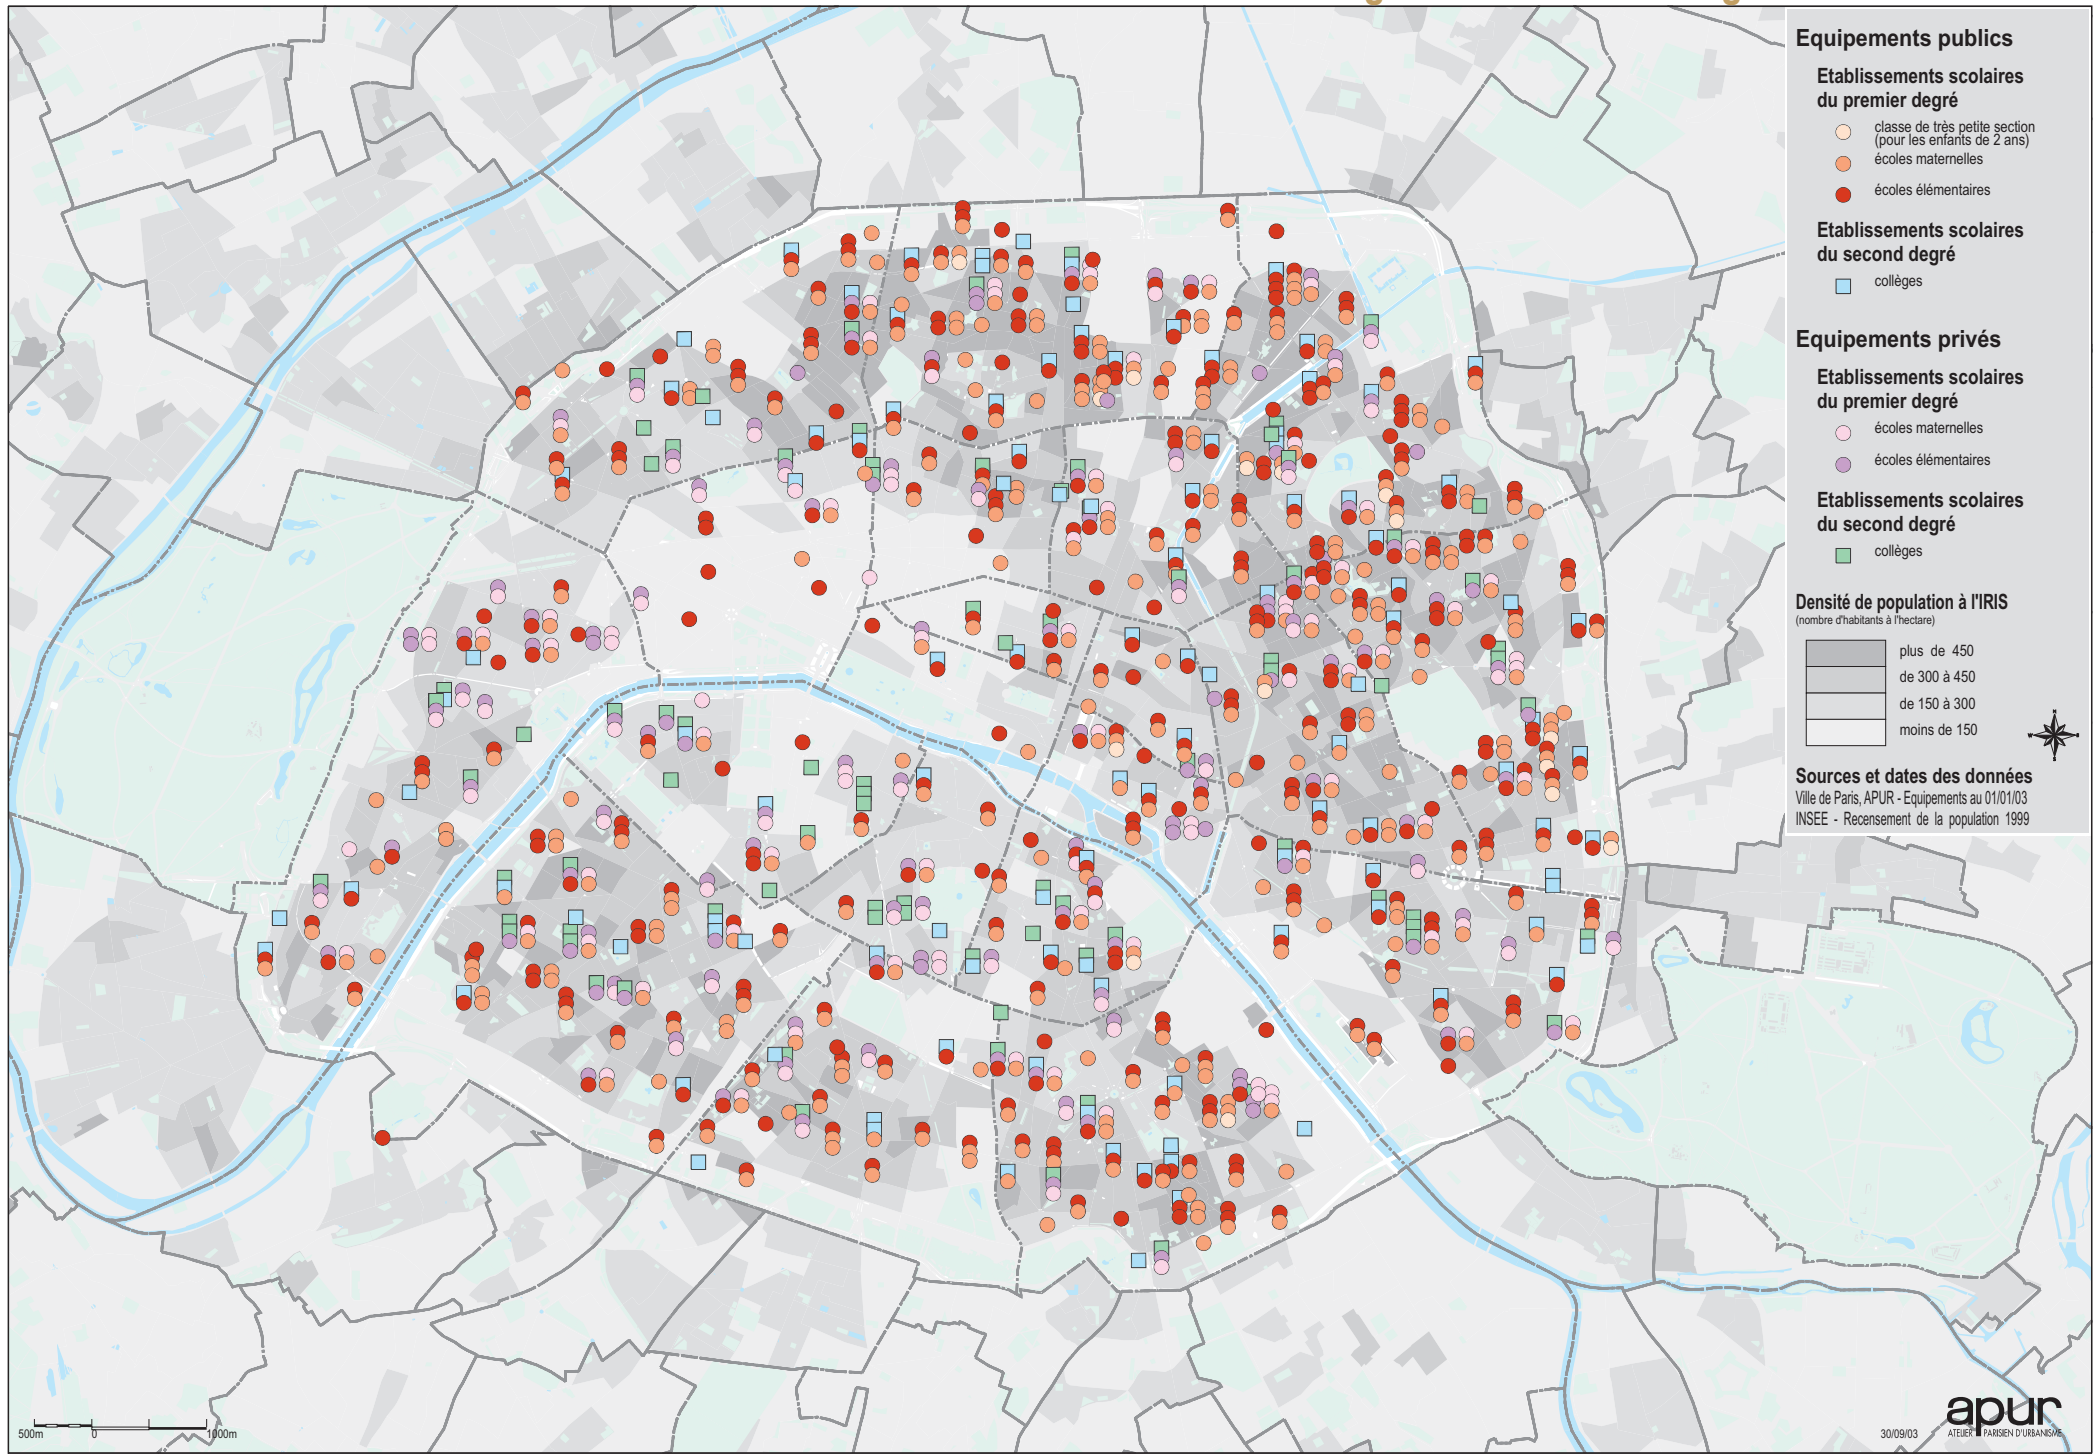 Equipements publics
Etablissements scolaires
du premier degré
classe de très petite section
(pour les enfants de 2 ans)
écoles maternelles
écoles élémentaires
Etablissements scolaires
du second degré
collèges
Equipements privés
Etablissements scolaires
du premier degré
écoles maternelles
écoles élémentaires
Etablissements scolaires
du second degré
collèges
Densité de population à l'IRIS
(nombre d'habitants à l'hectare)
plus de 450
de 300 à 450
de 150 à 300
moins de 150
Sources et dates des données
Ville de Paris, APUR - Equipements au 01/01/03
INSEE - Recensement de la population 1999
500m 0 1000m
30/09/03
apur
ATELIER PARISIEN D'URBANISME